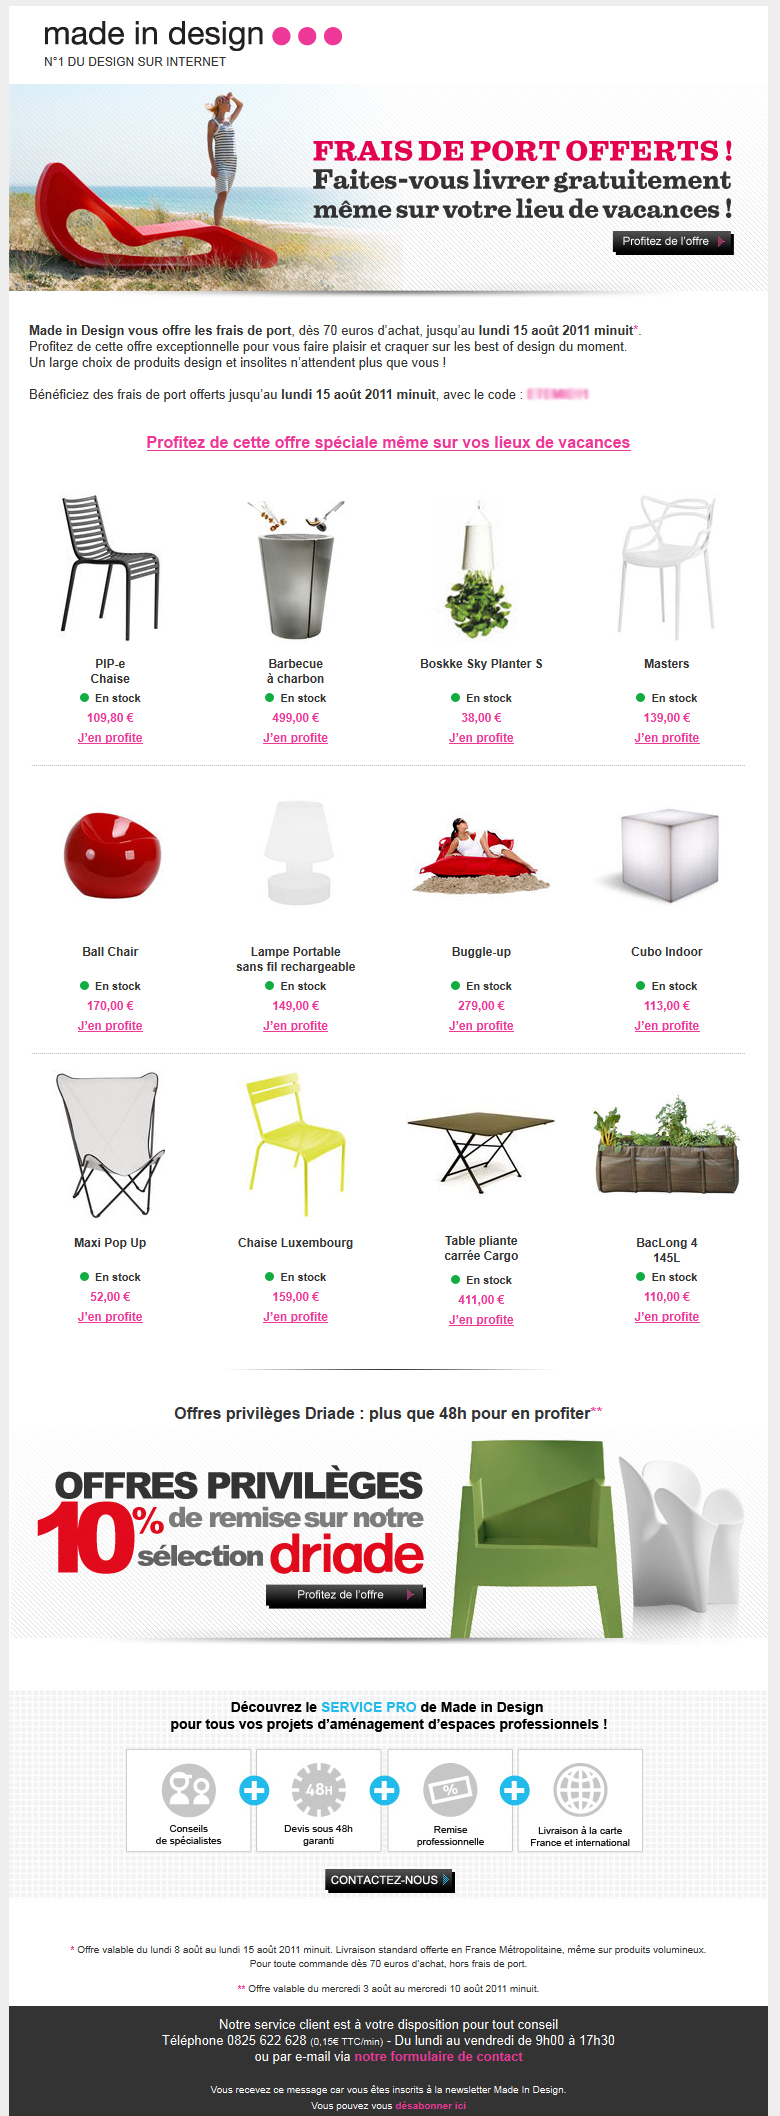 made in design
N°1 DU DESIGN SUR INTERNET
FRAIS DE PORT OFFERTS !
Faites-vous livrer gratuitement
même sur votre lieu de vacances !
Profitez de l'offre
Made in Design vous offre les frais de port, dès 70 euros d'achat, jusqu'au lundi 15 août 2011 minuit*.
Profitez de cette offre exceptionnelle pour vous faire plaisir et craquer sur les best of design du moment.
Un large choix de produits design et insolites n'attendent plus que vous !
Bénéficiez des frais de port offerts jusqu'au lundi 15 août 2011 minuit, avec le code :
Profitez de cette offre spéciale même sur vos lieux de vacances
PIP-e
Chaise
En stock
109,80 €
J'en profite
Barbecue
à charbon
En stock
499,00 €
J'en profite
Boskke Sky Planter S
En stock
38,00 €
J'en profite
Masters
En stock
139,00 €
J'en profite
Ball Chair
En stock
170,00 €
J'en profite
Lampe Portable
sans fil rechargeable
En stock
149,00 €
J'en profite
Buggle-up
En stock
279,00 €
J'en profite
Cubo Indoor
En stock
113,00 €
J'en profite
Maxi Pop Up
En stock
52,00 €
J'en profite
Chaise Luxembourg
En stock
159,00 €
J'en profite
Table pliante
carrée Cargo
En stock
411,00 €
J'en profite
BacLong 4
145L
En stock
110,00 €
J'en profite
Offres privilèges Driade : plus que 48h pour en profiter**
OFFRES PRIVILÈGES
10% de remise sur notre
sélection driade
Profitez de l'offre
Découvrez le SERVICE PRO de Made in Design
pour tous vos projets d'aménagement d'espaces professionnels !
Conseils
de spécialistes
48H
Devis sous 48h
garanti
%
Remise
professionnelle
Livraison à la carte
France et international
CONTACTEZ-NOUS
* Offre valable du lundi 8 août au lundi 15 août 2011 minuit. Livraison standard offerte en France Métropolitaine, même sur produits volumineux.
Pour toute commande dès 70 euros d'achat, hors frais de port.
** Offre valable du mercredi 3 août au mercredi 10 août 2011 minuit.
Notre service client est à votre disposition pour tout conseil
Téléphone 0825 622 628 (0,15€ TTC/min) - Du lundi au vendredi de 9h00 à 17h30
ou par e-mail via notre formulaire de contact
Vous recevez ce message car vous êtes inscrits à la newsletter Made In Design.
Vous pouvez vous désabonner ici